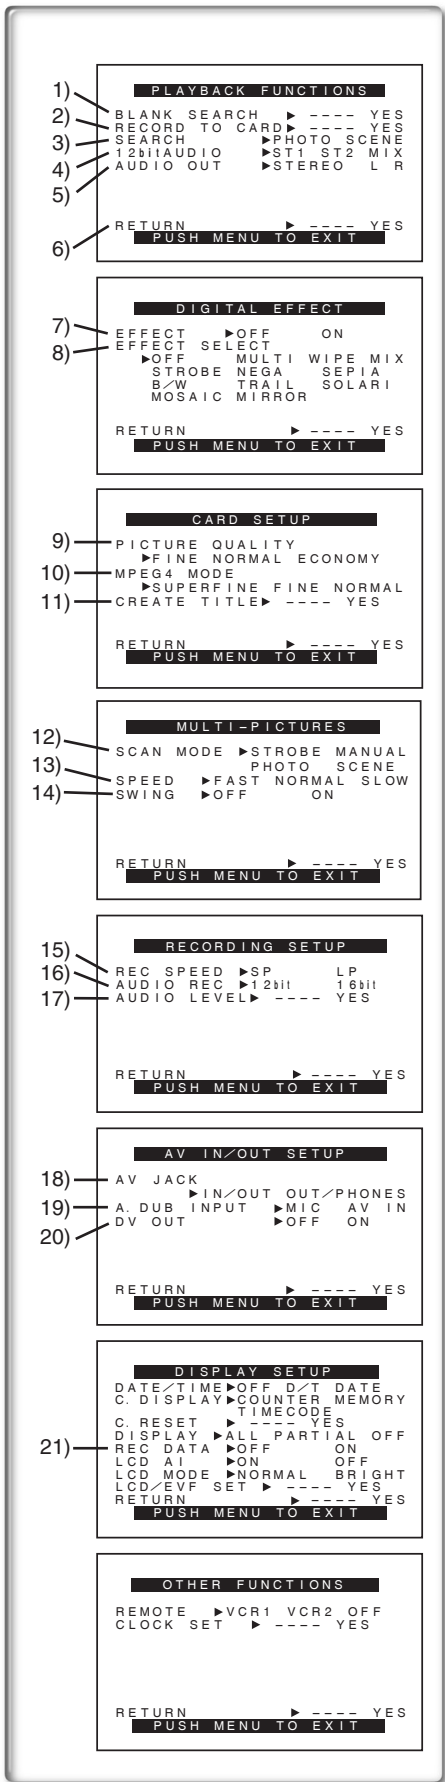 PLAYBACK FUNCTIONS
1) BLANK SEARCH ▶ ---- YES
2) RECORD TO CARD▶ ---- YES
3) SEARCH ▶PHOTO SCENE
4) 12bitAUDIO ▶ST1 ST2 MIX
5) AUDIO OUT ▶STEREO L R
6) RETURN ▶ ---- YES
PUSH MENU TO EXIT
DIGITAL EFFECT
7) EFFECT ▶OFF ON
8) EFFECT SELECT
▶OFF MULTI WIPE MIX
STROBE NEGA SEPIA
B/W TRAIL SOLARI
MOSAIC MIRROR
RETURN ▶ ---- YES
PUSH MENU TO EXIT
CARD SETUP
9) PICTURE QUALITY
▶FINE NORMAL ECONOMY
10) MPEG4 MODE
▶SUPERFINE FINE NORMAL
11) CREATE TITLE▶ ---- YES
RETURN ▶ ---- YES
PUSH MENU TO EXIT
MULTI-PICTURES
12) SCAN MODE ▶STROBE MANUAL
PHOTO SCENE
13) SPEED ▶FAST NORMAL SLOW
14) SWING ▶OFF ON
RETURN ▶ ---- YES
PUSH MENU TO EXIT
RECORDING SETUP
15) REC SPEED ▶SP LP
16) AUDIO REC ▶12bit 16bit
17) AUDIO LEVEL▶ ---- YES
RETURN ▶ ---- YES
PUSH MENU TO EXIT
AV IN/OUT SETUP
18) AV JACK
▶IN/OUT OUT/PHONES
19) A. DUB INPUT ▶MIC AV IN
20) DV OUT ▶OFF ON
RETURN ▶ ---- YES
PUSH MENU TO EXIT
DISPLAY SETUP
DATE/TIME▶OFF D/T DATE
C. DISPLAY▶COUNTER MEMORY
TIMECODE
C. RESET ▶ ---- YES
DISPLAY ▶ALL PARTIAL OFF
21) REC DATA ▶OFF ON
LCD AI ▶ON OFF
LCD MODE ▶NORMAL BRIGHT
LCD/EVF SET ▶ ---- YES
RETURN ▶ ---- YES
PUSH MENU TO EXIT
OTHER FUNCTIONS
REMOTE ▶VCR1 VCR2 OFF
CLOCK SET ▶ ---- YES
RETURN ▶ ---- YES
PUSH MENU TO EXIT